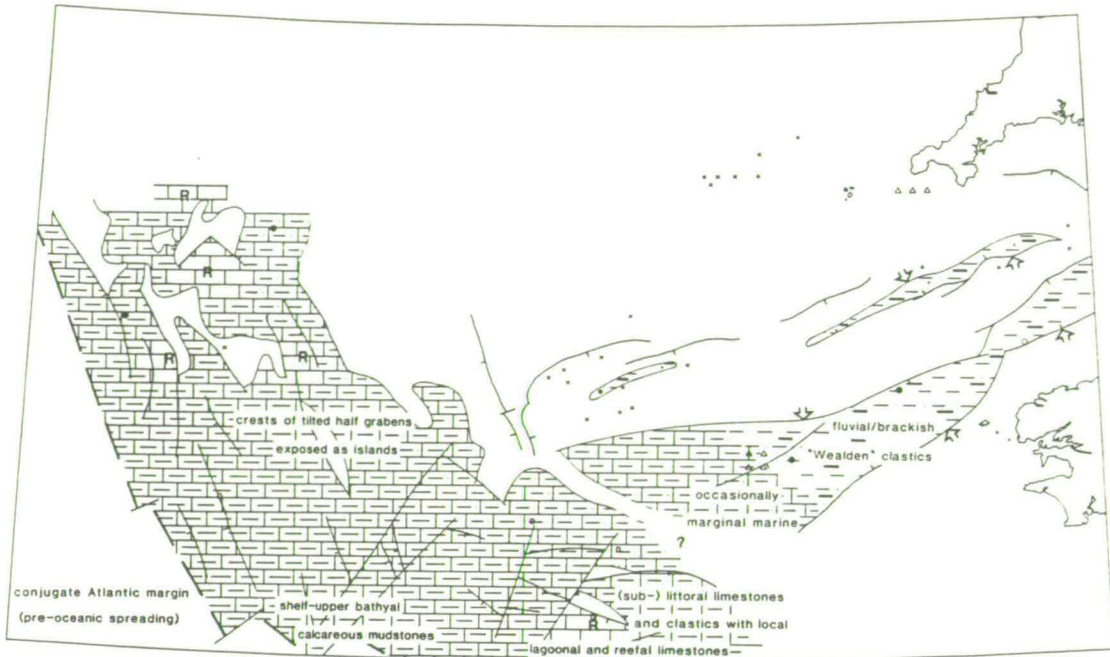 R
R
R
R
crests of tilted half grabens
exposed as islands
fluvial/brackish
"Wealden" clastics
occasionally
marginal marine
?
conjugate Atlantic margin
(pre-oceanic spreading)
shelf-upper bathyal
calcareous mudstones
(sub-) littoral limestones
R and clastics with local
lagoonal and reefal limestones